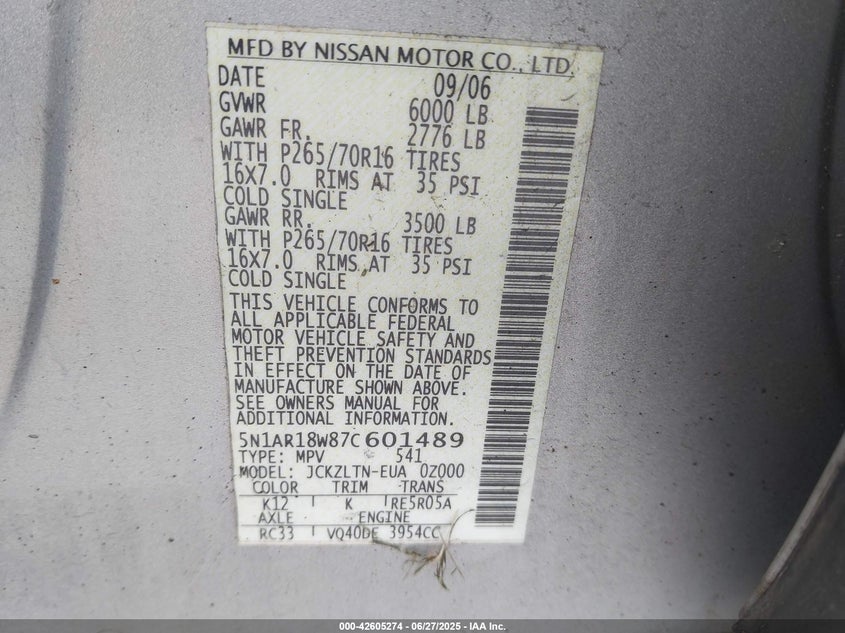 MFD BY NISSAN MOTOR CO., LTD.
DATE 09/06
GVWR 6000 LB
GAWR FR. 2776 LB
WITH P265/70R16 TIRES
16X7.0 RIMS AT 35 PSI
COLD SINGLE
GAWR RR. 3500 LB
WITH P265/70R16 TIRES
16X7.0 RIMS AT 35 PSI
COLD SINGLE
THIS VEHICLE CONFORMS TO
ALL APPLICABLE FEDERAL
MOTOR VEHICLE SAFETY AND
THEFT PREVENTION STANDARDS
IN EFFECT ON THE DATE OF
MANUFACTURE SHOWN ABOVE.
SEE OWNERS MANUAL FOR
ADDITIONAL INFORMATION.
5N1AR18W87C601489
TYPE: MPV 541
MODEL: JCKZLTN-EUA 0Z000
COLOR TRIM TRANS
K12 K RE5R05A
AXLE ENGINE
RC33 VQ40DE 3954CC
000-42605274 - 06/27/2025 - IAA Inc.